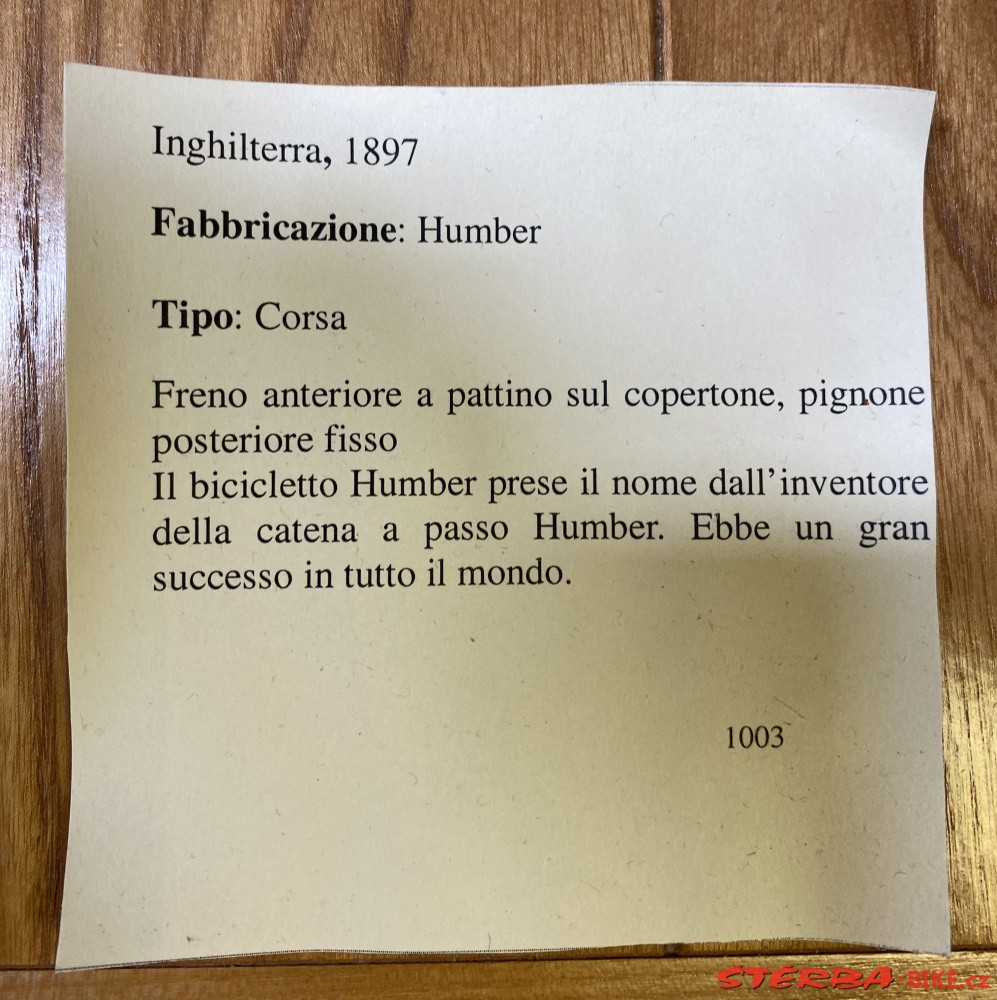 Inghilterra, 1897
Fabbricazione: Humber
Tipo: Corsa
Freno anteriore a pattino sul copertone, pignone
posteriore fisso
Il bicicletto Humber prese il nome dall'inventore
della catena a passo Humber. Ebbe un gran
successo in tutto il mondo.
1003
ŠTĚRBA-BIKE.cz